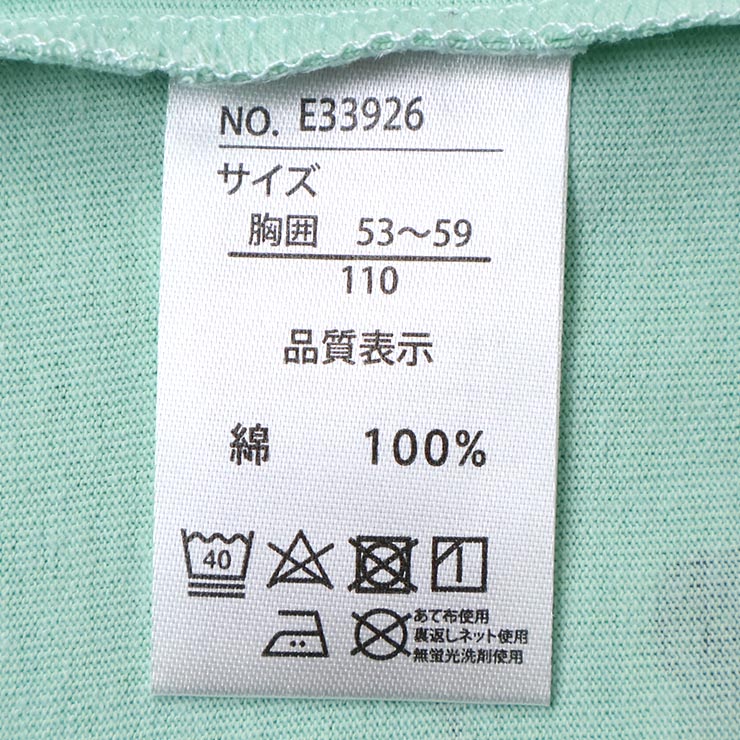 NO. E33926
サイズ
胸囲 53～59
110
品質表示
綿 100%
40
あて布使用
裏返しネット使用
無蛍光洗剤使用